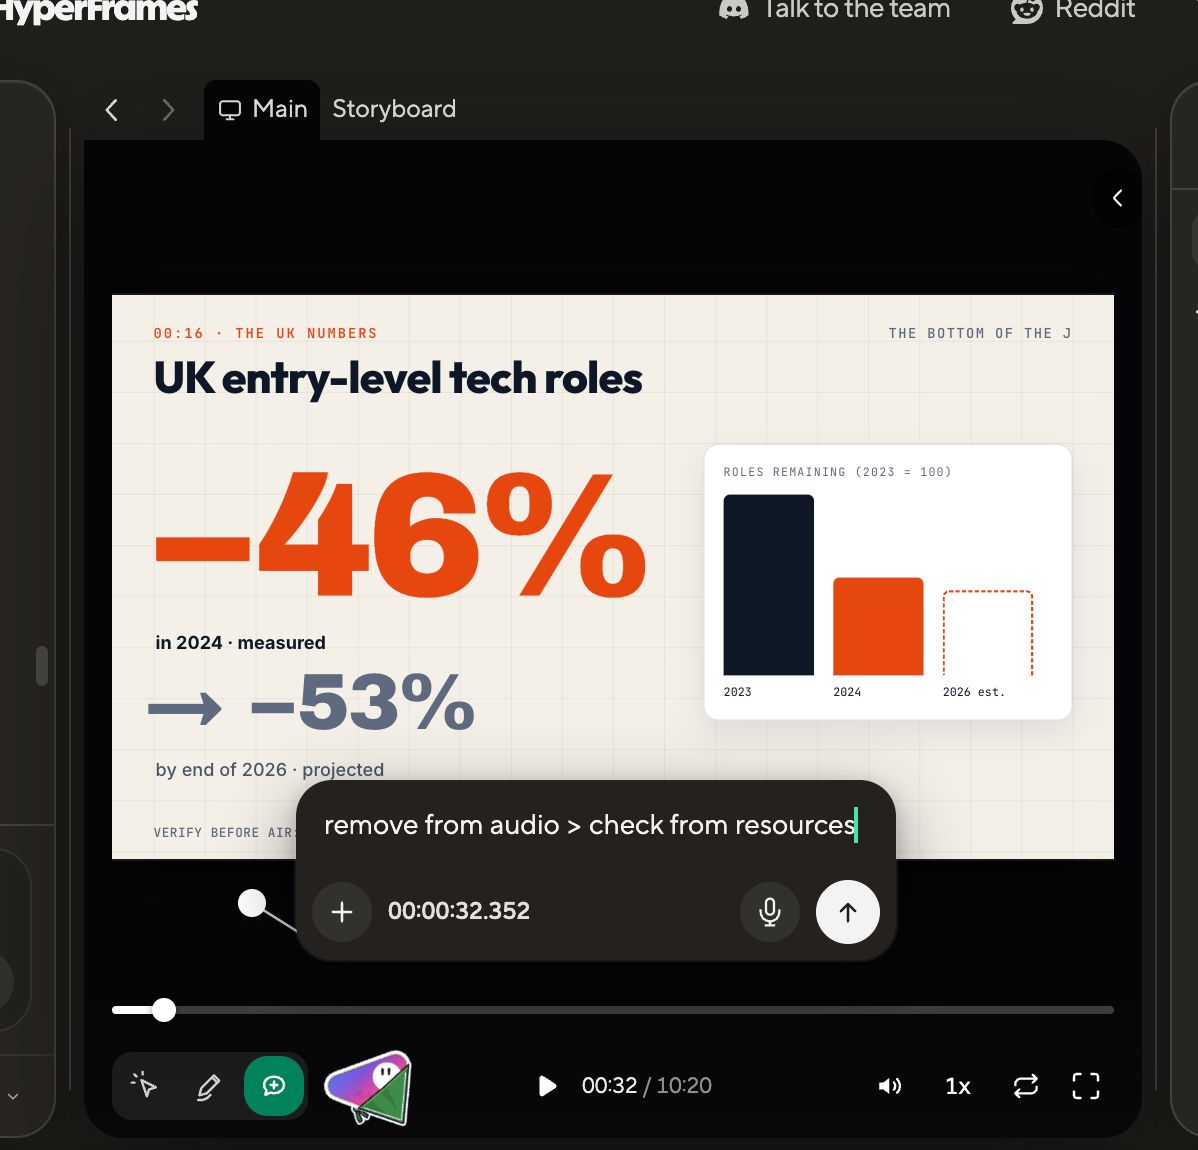 HyperFrames
Talk to the team
Reddit
Main
Storyboard
00:16 · THE UK NUMBERS
THE BOTTOM OF THE J
UK entry-level tech roles
–46%
ROLES REMAINING (2023 = 100)
in 2024 · measured
2023
2024
2026 est.
→ –53%
by end of 2026 · projected
VERIFY BEFORE AIR:
remove from audio > check from resources
00:00:32.352
00:32 / 10:20
1x